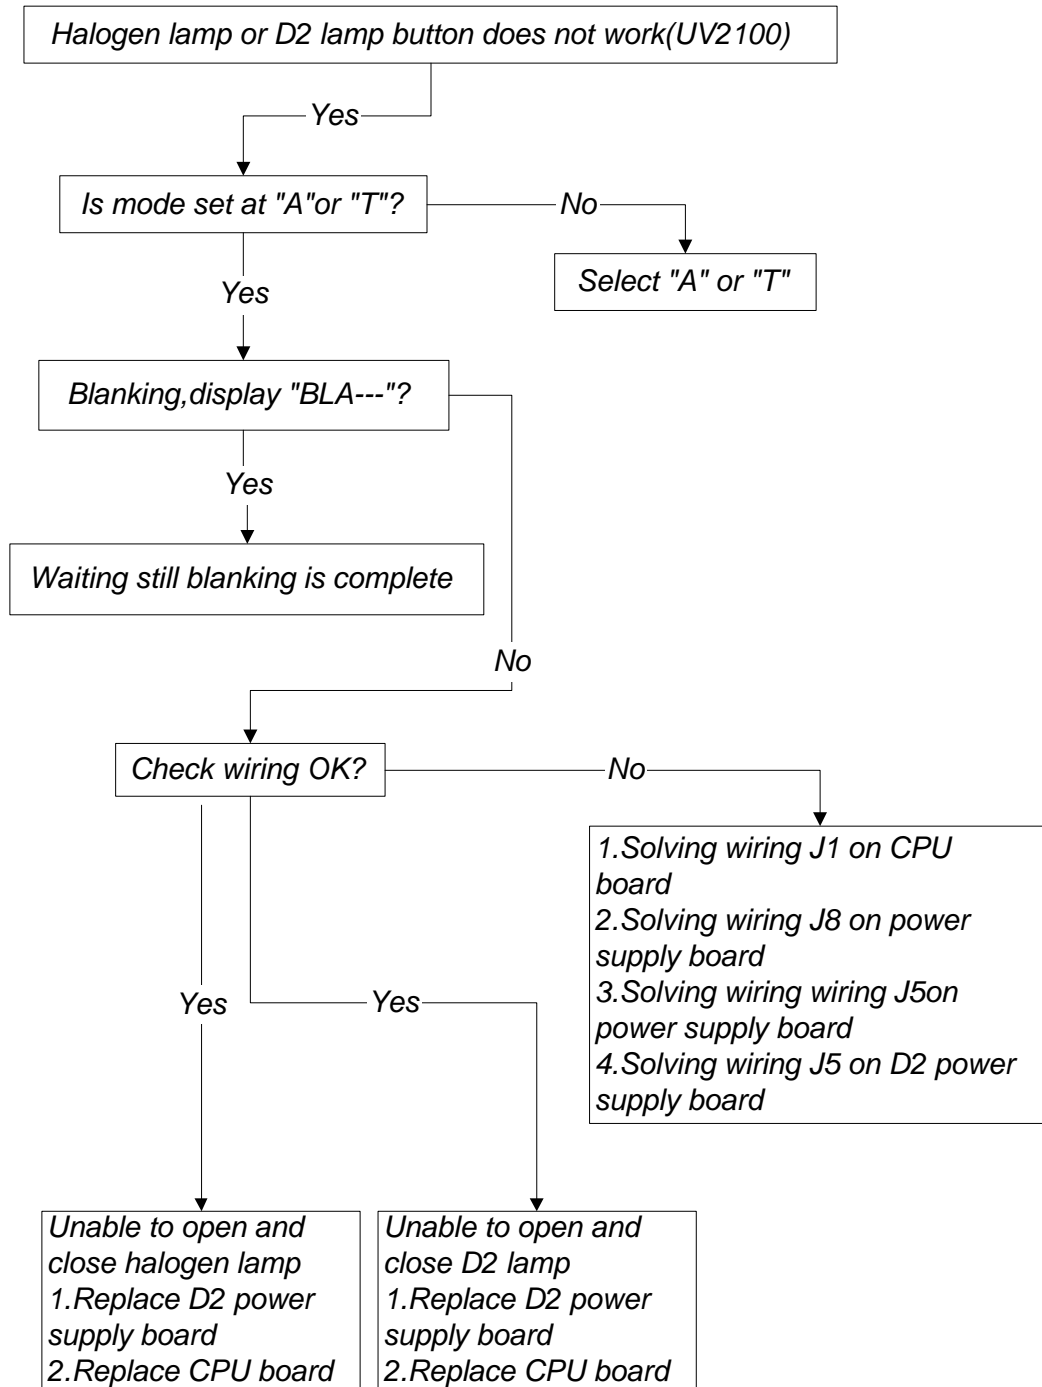 Halogen lamp or D2 lamp button does not work(UV2100)
Yes
Is mode set at "A"or "T"?
No
Select "A" or "T"
Yes
Blanking,display "BLA---"?
Yes
Waiting still blanking is complete
No
Check wiring OK?
No
1.Solving wiring J1 on CPU
board
2.Solving wiring J8 on power
supply board
3.Solving wiring wiring J5on
power supply board
4.Solving wiring J5 on D2 power
supply board
Yes
Yes
Unable to open and
close halogen lamp
1.Replace D2 power
supply board
2.Replace CPU board
Unable to open and
close D2 lamp
1.Replace D2 power
supply board
2.Replace CPU board